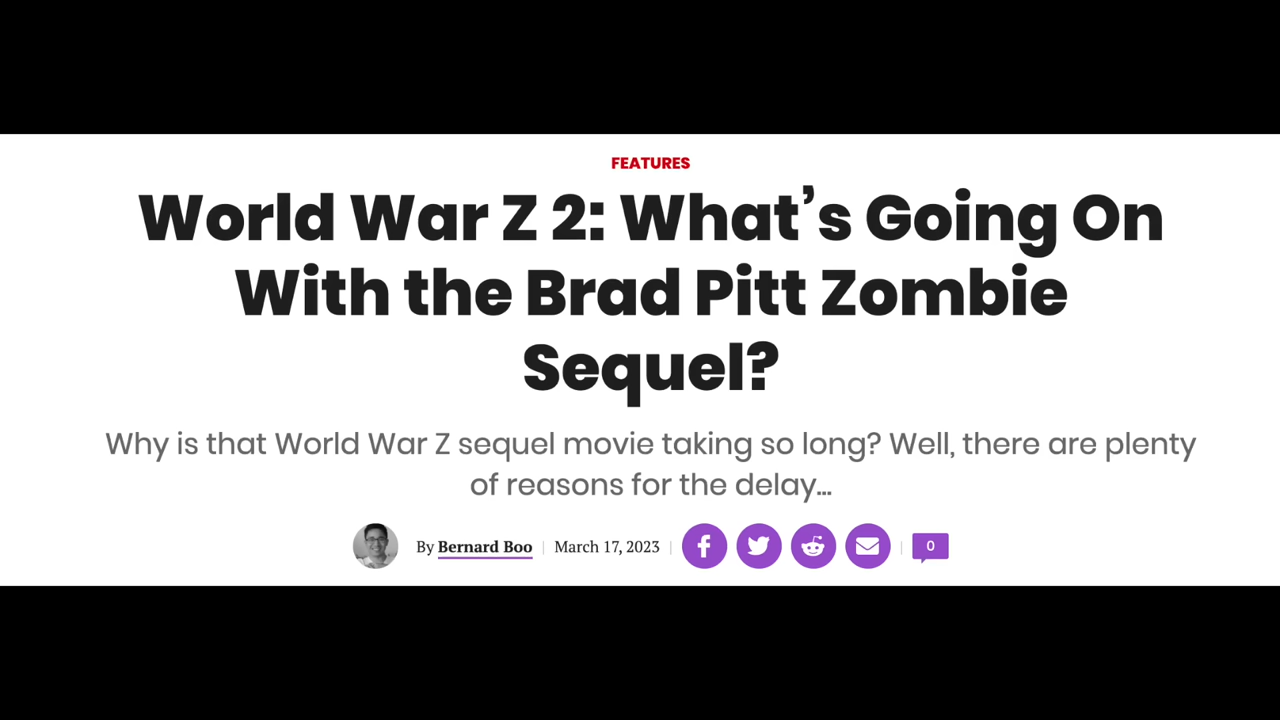 FEATURES
World War Z 2: What’s Going On
With the Brad Pitt Zombie
Sequel?
Why is that World War Z sequel movie taking so long? Well, there are plenty
of reasons for the delay…
By Bernard Boo | March 17, 2023 | | 0